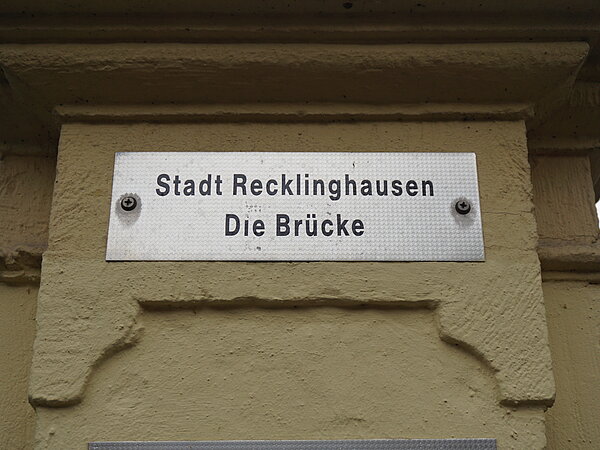 Stadt Recklinghausen
Die Brücke